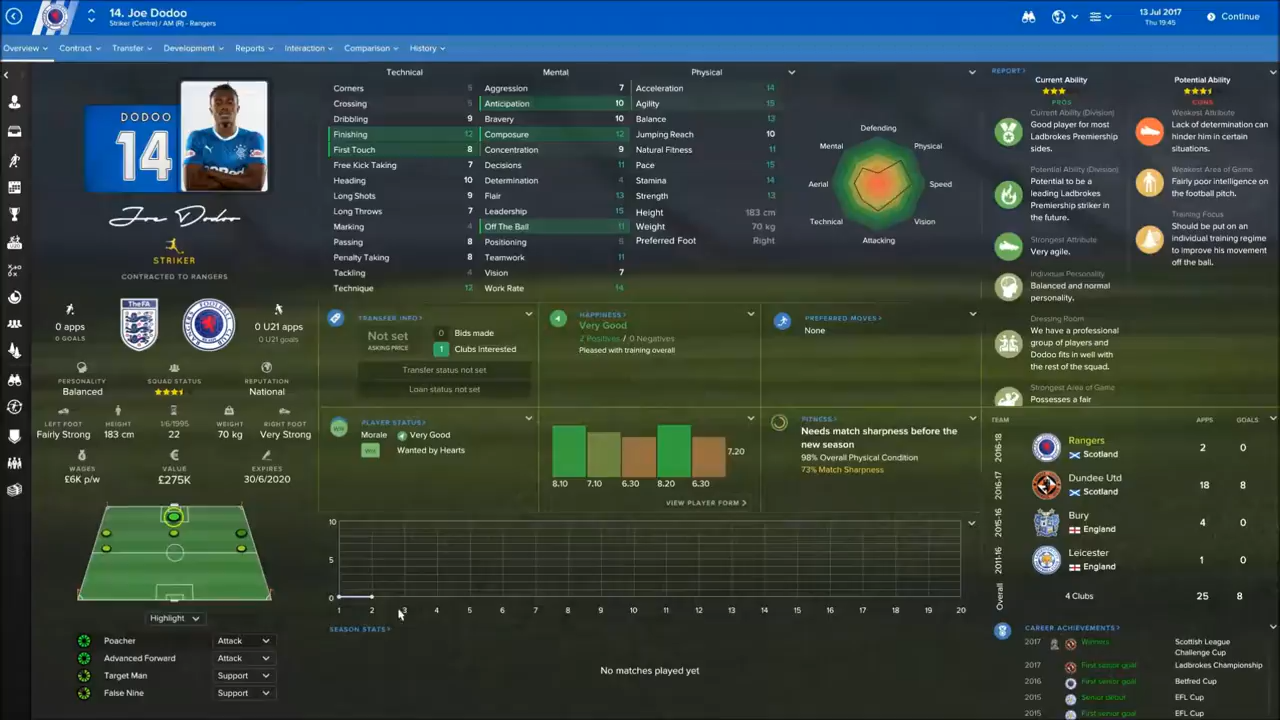 14. Joe Dodoo
Striker (Centre) / AM (R) - Rangers
13 Jul 2017
Thu 19:45
Continue
Overview Contract Transfer Development Reports Interaction Comparison History
DODOO
14
Joe Dodoo
STRIKER
CONTRACTED TO RANGERS
The FA
0 apps
0 GOALS
0 U21 apps
0 U21 goals
PERSONALITY
Balanced
SQUAD STATUS
REPUTATION
National
LEFT FOOT
Fairly Strong
HEIGHT
183 cm
1/6/1995
22
WEIGHT
70 kg
RIGHT FOOT
Very Strong
WAGES
£6K p/w
VALUE
£275K
EXPIRES
30/6/2020
Highlight
Poacher Attack
Advanced Forward Attack
Target Man Support
False Nine Support
Technical
Corners 5
Crossing 5
Dribbling 9
Finishing 12
First Touch 8
Free Kick Taking 7
Heading 10
Long Shots 9
Long Throws 7
Marking 4
Passing 8
Penalty Taking 8
Tackling 4
Technique 12
Mental
Aggression 7
Anticipation 10
Bravery 10
Composure 12
Concentration 9
Decisions 11
Determination 4
Flair 13
Leadership 15
Off The Ball 11
Positioning 6
Teamwork 11
Vision 7
Work Rate 14
Physical
Acceleration 14
Agility 15
Balance 13
Jumping Reach 10
Natural Fitness 11
Pace 15
Stamina 14
Strength 13
Height 183 cm
Weight 70 kg
Preferred Foot Right
Defending
Mental
Physical
Aerial
Speed
Technical
Vision
Attacking
TRANSFER INFO>
Not set
ASKING PRICE
0 Bids made
1 Clubs Interested
Transfer status not set
Loan status not set
HAPPINESS>
Very Good
2 Positives / 0 Negatives
Pleased with training overall
PREFERRED MOVES>
None
PLAYER STATUS>
Morale Very Good
Wanted by Hearts
8.10 7.10 6.30 8.20 6.30
7.20
VIEW PLAYER FORM >
FITNESS>
Needs match sharpness before the
new season
98% Overall Physical Condition
73% Match Sharpness
10
5
0
1 2 3 4 5 6 7 8 9 10 11 12 13 14 15 16 17 18 19 20
SEASON STATS>
No matches played yet
REPORT>
Current Ability
PROS
Current Ability (Division)
Good player for most
Ladbrokes Premiership
sides.
Potential Ability (Division)
Potential to be a
leading Ladbrokes
Premiership striker in
the future.
Strongest Attribute
Very agile.
Individual Personality
Balanced and normal
personality.
Dressing Room
We have a professional
group of players and
Dodoo fits in well with
the rest of the squad.
Strongest Area of Game
Possesses a fair
Potential Ability
CONS
Weakest Attribute
Lack of determination can
hinder him in certain
situations.
Weakest Area of Game
Fairly poor intelligence on
the football pitch.
Training Focus
Should be put on an
individual training regime
to improve his movement
off the ball.
TEAM APPS GOALS
2016-18 Rangers Scotland 2 0
2016-17 Dundee Utd Scotland 18 8
2015-16 Bury England 4 0
2011-16 Leicester England 1 0
Overall 4 Clubs 25 8
CAREER ACHIEVEMENTS>
2017 Winners Scottish League
Challenge Cup
2017 First senior goal Ladbrokes Championship
2016 First senior goal Betfred Cup
2015 Senior debut EFL Cup
2015 First senior goal EFL Cup